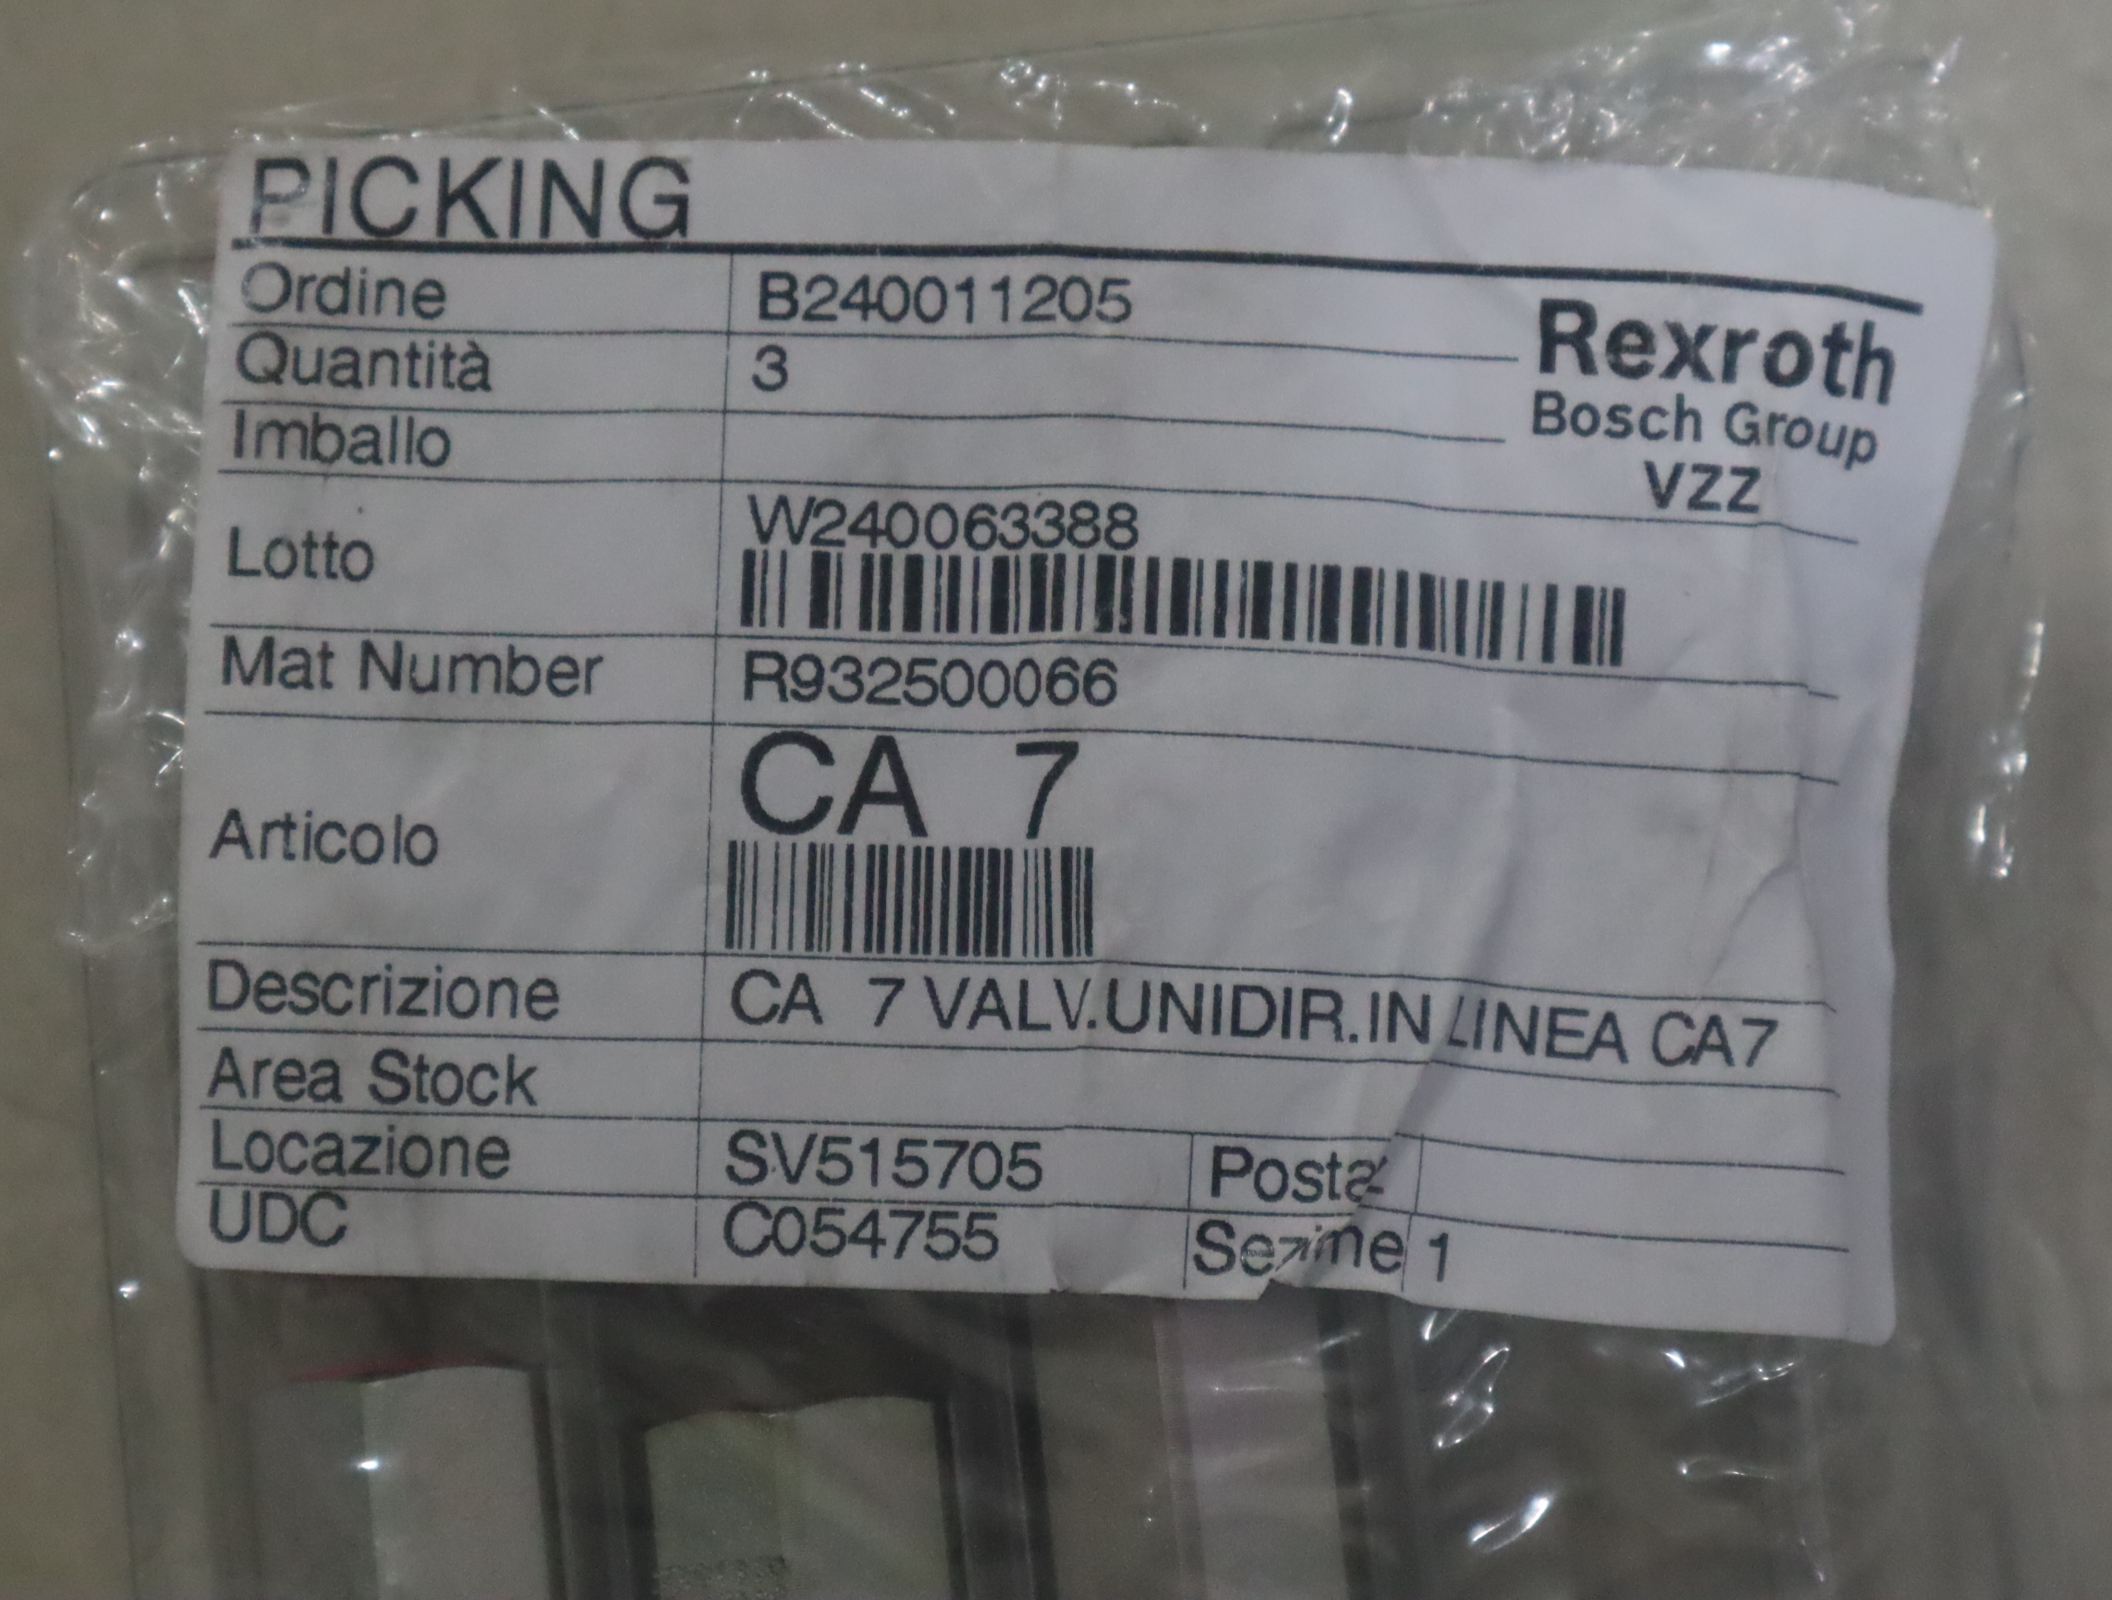 PICKING
Ordine B240011205
Rexroth
Quantità 3
Bosch Group
Imballo
VZZ
Lotto W240063388
Mat Number R932500066
Articolo CA 7
Descrizione CA 7 VALV.UNIDIR.IN LINEA CA7
Area Stock
Locazione SV515705
UDC C054755 1